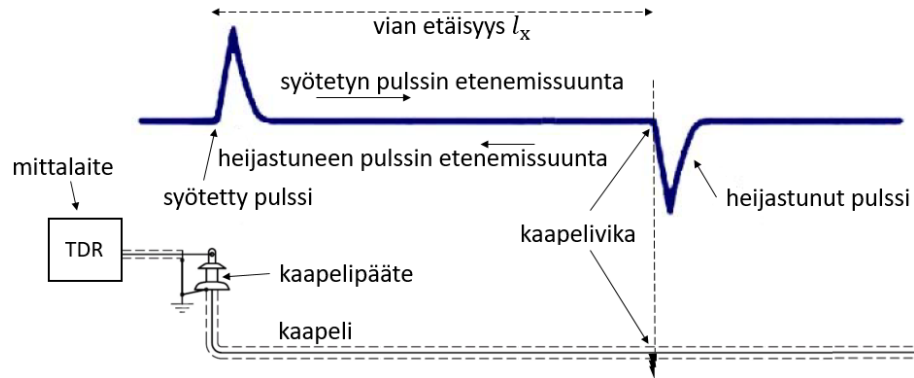 vian etäisyys lₓ
syötetyn pulssin etenemissuunta
heijastuneen pulssin etenemissuunta
mittalaite
syötetty pulssi
heijastunut pulssi
kaapelivika
TDR
kaapelipääte
kaapeli